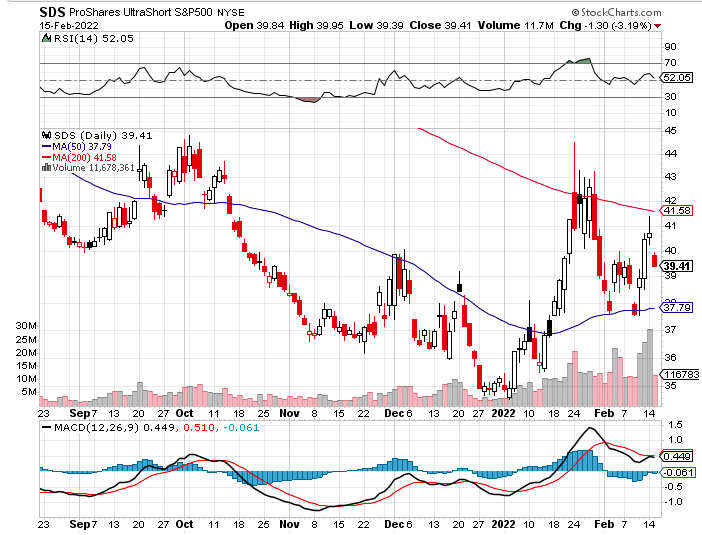 SDS ProShares UltraShort S&P500 NYSE © StockCharts.com
15-Feb-2022 Open 39.84 High 39.95 Low 39.39 Close 39.41 Volume 11.7M Chg -1.30 (-3.19%)
RSI(14) 52.05
90
70
52.05
30
10
SDS (Daily) 39.41
MA(50) 37.79
MA(200) 41.58
Volume 11,678,361
45
44
43
42
41.58
41
40
39.41
39
38
37.79
37
36
35
30M
25M
20M
15M
10M
5M
116783
23 Sep 7 13 20 27 Oct 11 18 25 Nov 8 15 22 Dec 6 13 20 27 2022 10 18 24 Feb 7 14
MACD(12,26,9) 0.449, 0.510, -0.061
1.5
1.0
0.449
-0.061
-0.5
-1.0
23 Sep 7 13 20 27 Oct 11 18 25 Nov 8 15 22 Dec 6 13 20 27 2022 10 18 24 Feb 7 14